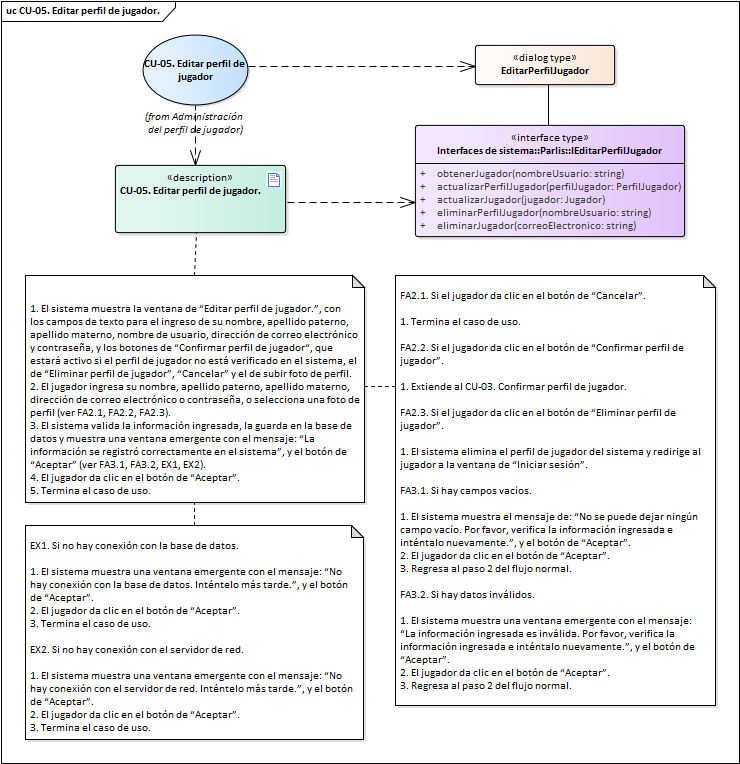 uc CU-05. Editar perfil de jugador.
CU-05. Editar perfil de
jugador
(from Administración
del perfil de jugador)
«dialog type»
EditarPerfilJugador
«interface type»
Interfaces de sistema::Parlis::IEditarPerfilJugador
+ obtenerJugador(nombreUsuario: string)
+ actualizarPerfilJugador(perfilJugador: PerfilJugador)
+ actualizarJugador(jugador: Jugador)
+ eliminarPerfilJugador(nombreUsuario: string)
+ eliminarJugador(correoElectronico: string)
«description»
CU-05. Editar perfil de jugador.
1. El sistema muestra la ventana de “Editar perfil de jugador.”, con
los campos de texto para el ingreso de su nombre, apellido paterno,
apellido materno, nombre de usuario, dirección de correo electrónico
y contraseña, y los botones de “Confirmar perfil de jugador”, que
estará activo si el perfil de jugador no está verificado en el sistema, el
de “Eliminar perfil de jugador”, “Cancelar” y el de subir foto de perfil.
2. El jugador ingresa su nombre, apellido paterno, apellido materno,
dirección de correo electrónico o contraseña, o selecciona una foto de
perfil (ver FA2.1, FA2.2, FA2.3).
3. El sistema valida la información ingresada, la guarda en la base de
datos y muestra una ventana emergente con el mensaje: “La
información se registró correctamente en el sistema”, y el botón de
“Aceptar” (ver FA3.1, FA3.2, EX1, EX2).
4. El jugador da clic en el botón de “Aceptar”.
5. Termina el caso de uso.
EX1. Si no hay conexión con la base de datos.
1. El sistema muestra una ventana emergente con el mensaje: “No
hay conexión con la base de datos. Inténtelo más tarde.”, y el botón
de “Aceptar”.
2. El jugador da clic en el botón de “Aceptar”.
3. Termina el caso de uso.
EX2. Si no hay conexión con el servidor de red.
1. El sistema muestra una ventana emergente con el mensaje: “No
hay conexión con el servidor de red. Inténtelo más tarde.”, y el botón
de “Aceptar”.
2. El jugador da clic en el botón de “Aceptar”.
3. Termina el caso de uso.
FA2.1. Si el jugador da clic en el botón de “Cancelar”.
1. Termina el caso de uso.
FA2.2. Si el jugador da clic en el botón de “Confirmar perfil de
jugador”.
1. Extiende al CU-03. Confirmar perfil de jugador.
FA2.3. Si el jugador da clic en el botón de “Eliminar perfil de
jugador”.
1. El sistema elimina el perfil de jugador del sistema y redirige al
jugador a la ventana de “Iniciar sesión”.
FA3.1. Si hay campos vacíos.
1. El sistema muestra el mensaje de: “No se puede dejar ningún
campo vacío. Por favor, verifica la información ingresada e
inténtalo nuevamente.”, y el botón de “Aceptar”.
2. El jugador da clic en el botón de “Aceptar”.
3. Regresa al paso 2 del flujo normal.
FA3.2. Si hay datos inválidos.
1. El sistema muestra una ventana emergente con el mensaje:
“La información ingresada es inválida. Por favor, verifica la
información ingresada e inténtalo nuevamente.”, y el botón de
“Aceptar”.
2. El jugador da clic en el botón de “Aceptar”.
3. Regresa al paso 2 del flujo normal.